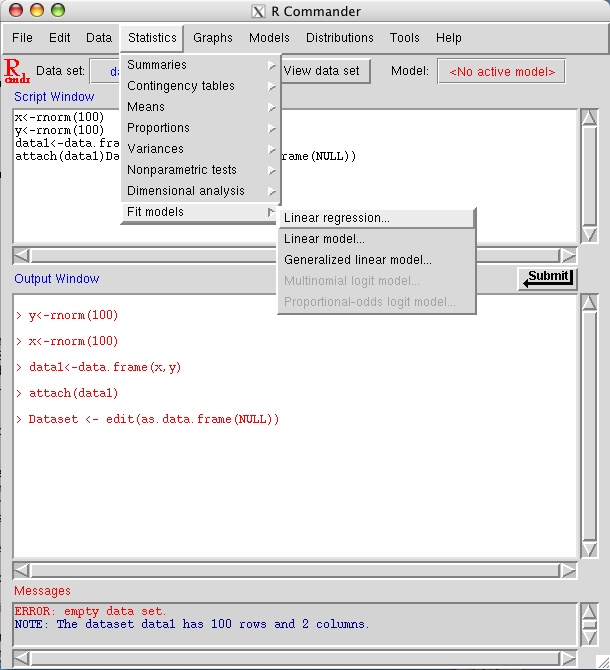 R Commander
File Edit Data Statistics Graphs Models Distributions Tools Help
R cmdr Data set: da View data set Model: <No active model>
Summaries
Contingency tables
Means
Proportions
Variances
Nonparametric tests
Dimensional analysis
Fit models
Linear regression...
Linear model...
Generalized linear model...
Multinomial logit model...
Proportional-odds logit model...
Script Window
x<-rnorm(100)
y<-rnorm(100)
data1<-data.fra
attach(data1)Da rame(NULL))
Output Window
Submit
> y<-rnorm(100)
> x<-rnorm(100)
> data1<-data.frame(x,y)
> attach(data1)
> Dataset <- edit(as.data.frame(NULL))
Messages
ERROR: empty data set.
NOTE: The dataset data1 has 100 rows and 2 columns.